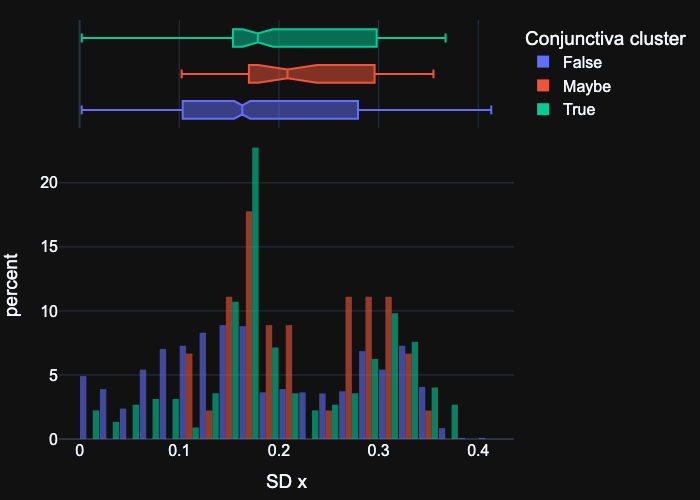 Conjunctiva cluster
False
Maybe
True
20
15
10
5
0
percent
0 0.1 0.2 0.3 0.4
SD x